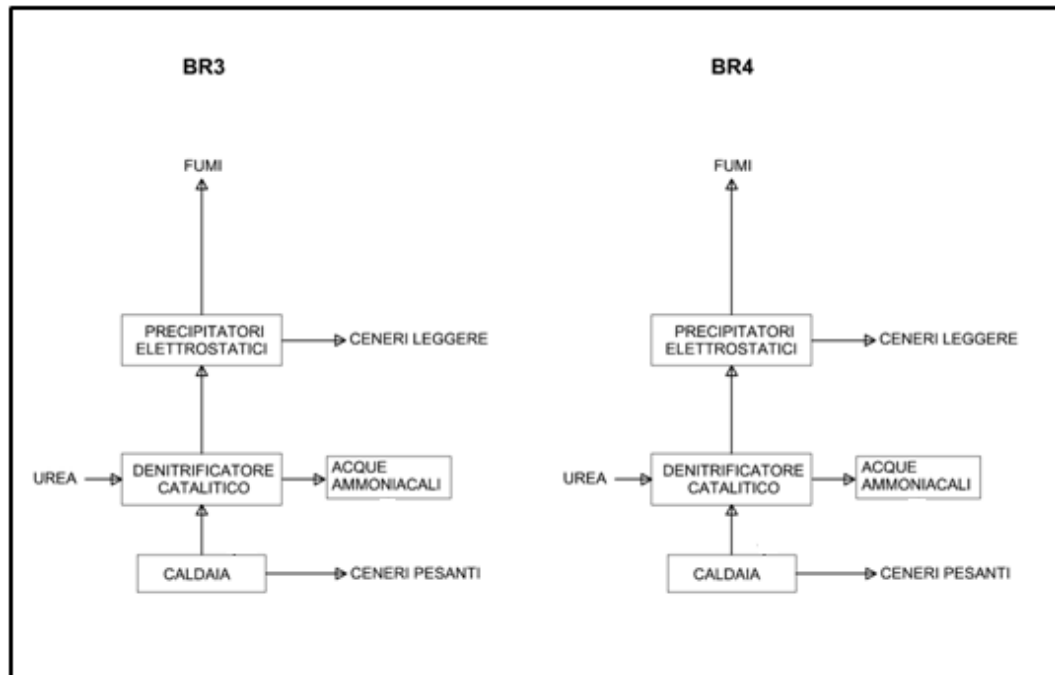 BR3
FUMI
PRECIPITATORI
ELETTROSTATICI
CENERI LEGGERE
UREA
DENITRIFICATORE
CATALITICO
ACQUE
AMMONIACALI
CALDAIA
CENERI PESANTI
BR4
FUMI
PRECIPITATORI
ELETTROSTATICI
CENERI LEGGERE
UREA
DENITRIFICATORE
CATALITICO
ACQUE
AMMONIACALI
CALDAIA
CENERI PESANTI